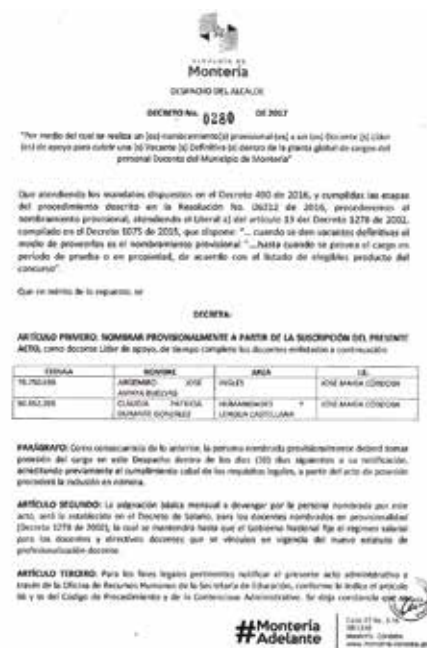 ALCALDÍA DE
Montería
DESPACHO DEL ALCALDE
DECRETO No. 0280 DE 2017
"Por medio del cual se realiza un (os) nombramiento(s) provisional (es) a un (os) Docente (s) Líder
(es) de apoyo para cubrir una (s) Vacante (s) Definitiva (s) dentro de la planta global de cargos del
personal Docente del Municipio de Montería"
Que atendiendo los mandatos dispuestos en el Decreto 490 de 2016, y cumplidas las etapas
del procedimiento descrito en la Resolución No. 06312 de 2016, procederemos al
nombramiento provisional, atendiendo el Literal c) del artículo 13 del Decreto 1278 de 2002,
compilado en el Decreto 1075 de 2015, que dispone: "... cuando se den vacantes definitivas el
modo de proveerlos es el nombramiento provisional "...hasta cuando se provea el cargo en
período de prueba o en propiedad, de acuerdo con el listado de elegibles producto del
concurso".
Que en mérito de lo expuesto, se
DECRETA:
ARTÍCULO PRIMERO: NOMBRAR PROVISIONALMENTE A PARTIR DE LA SUSCRIPCIÓN DEL PRESENTE
ACTO, como docente Líder de apoyo, de tiempo completo los docentes enlistados a continuación:
CEDULA NOMBRE AREA I.E.
ARGEMIRO JOSÉ INGLES JOSÉ MARÍA CÓRDOBA
CLAUDIA PATRICIA HUMANIDADES Y JOSÉ MARÍA CÓRDOBA
GONZALEZ LENGUA CASTELLANA
PARÁGRAFO: Como consecuencia de lo anterior, la persona nombrada provisionalmente deberá tomar
posesión del cargo en este Despacho dentro de los diez (10) días siguientes a su notificación,
acreditando previamente el cumplimiento cabal de los requisitos legales, a partir del acto de posesión
procederá la inclusión en nómina.
ARTÍCULO SEGUNDO: La asignación básica mensual a devengar por la persona nombrada por este
acto, será la establecida en el Decreto de Salario, para los docentes nombrados en provisionalidad
(Decreto 1278 de 2002), la cual se mantendrá hasta que el Gobierno Nacional fije el régimen salarial
para los docentes y directivos docentes que se vinculen en vigencia del nuevo estatuto de
profesionalización docente.
ARTÍCULO TERCERO: Para los fines legales pertinentes notificar el presente acto administrativo a
través de la Oficina de Recursos Humanos de la Secretaría de Educación, conforme lo indica el artículo
66 y ss del Código de Procedimiento y de lo Contencioso Administrativo. Se deja constancia que
#Montería
Adelante
Montería, Córdoba